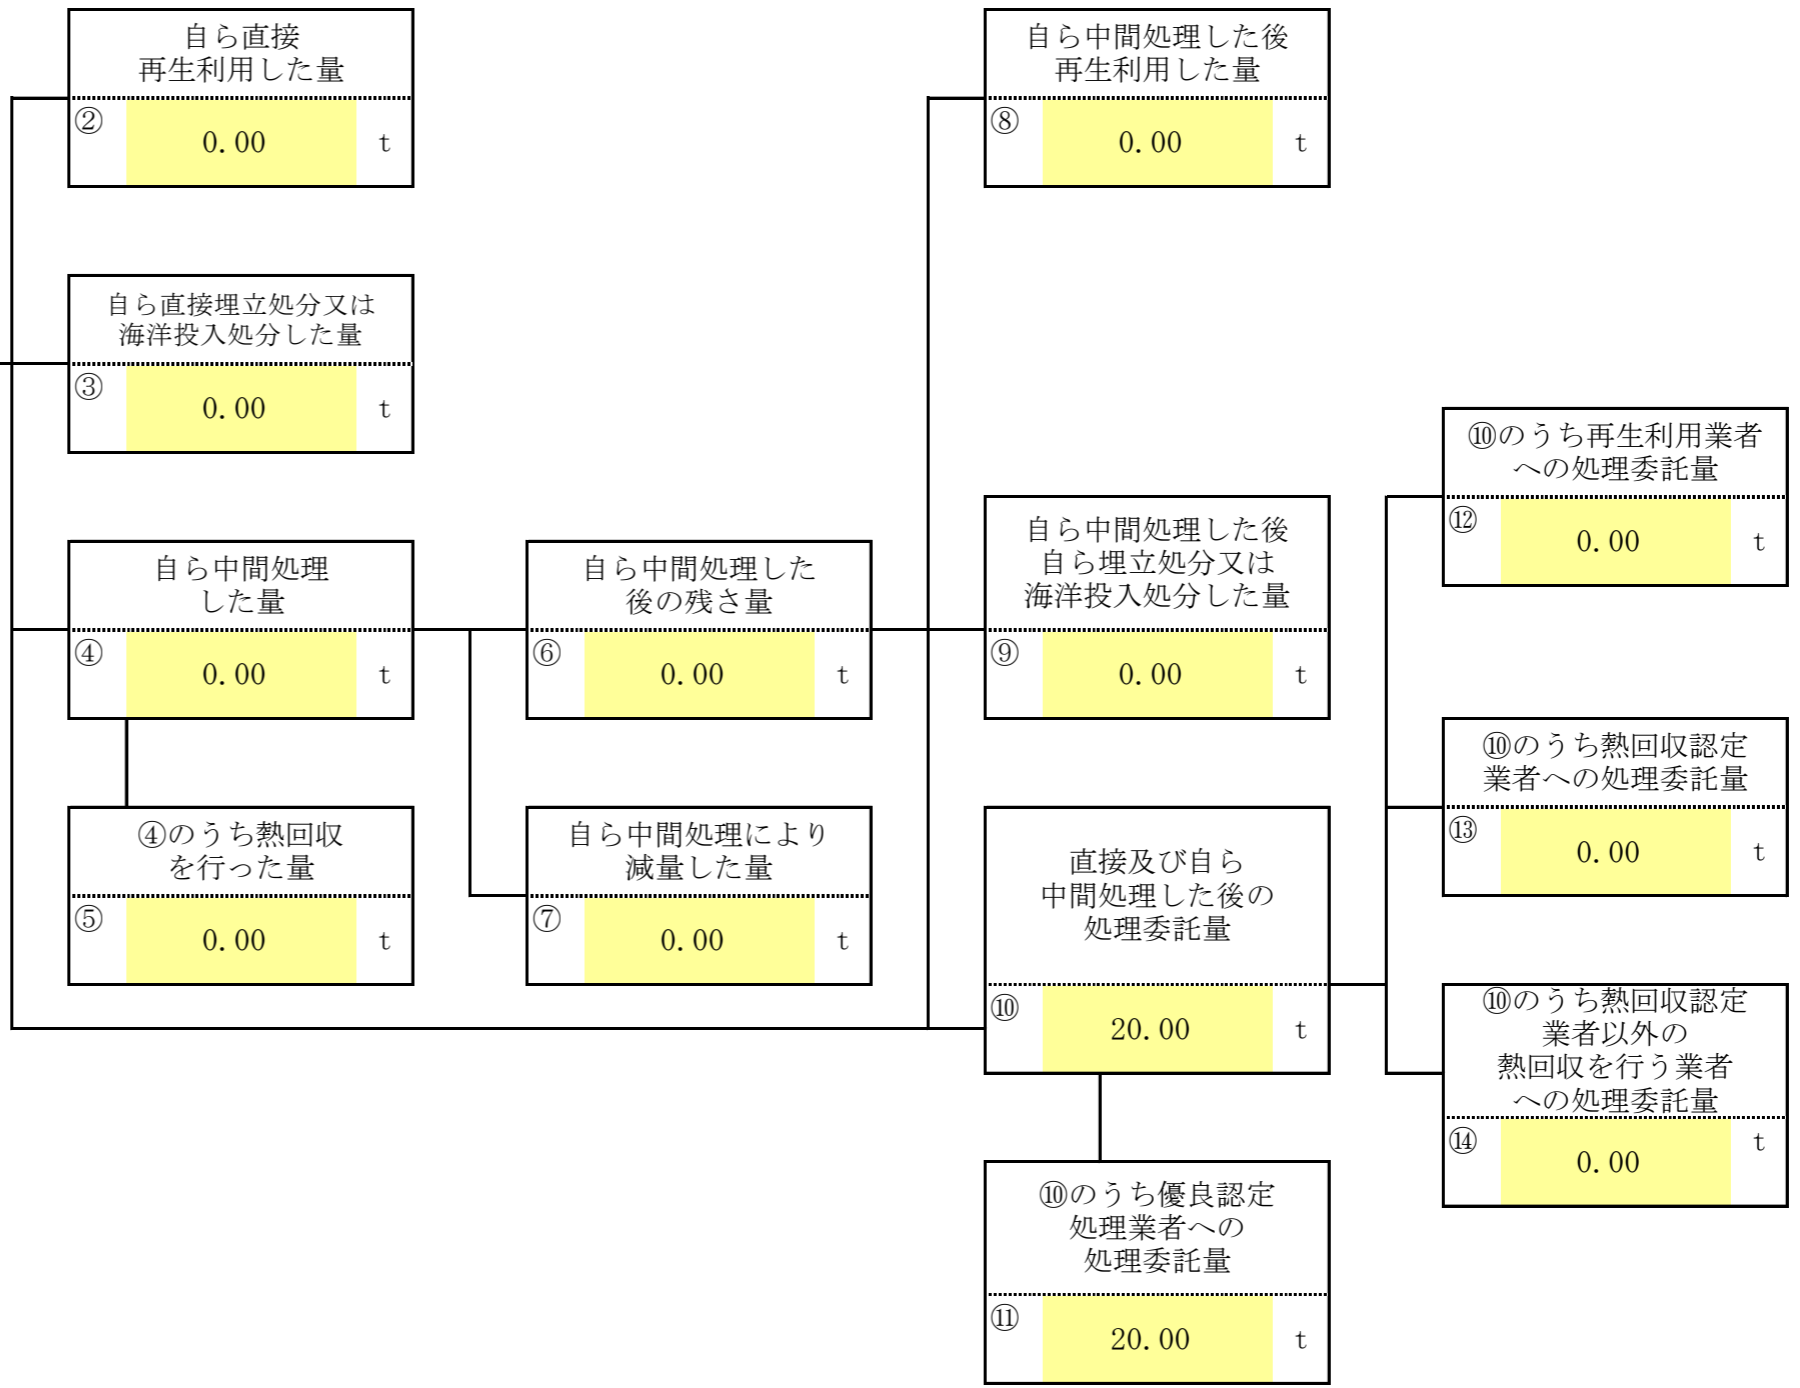 自ら直接
再生利用した量
②
0.00
t
自ら中間処理した後
再生利用した量
⑧
0.00
t
自ら直接埋立処分又は
海洋投入処分した量
③
0.00
t
⑩のうち再生利用業者
への処理委託量
⑫
0.00
t
自ら中間処理
した量
④
0.00
t
自ら中間処理した
後の残さ量
⑥
0.00
t
自ら中間処理した後
自ら埋立処分又は
海洋投入処分した量
⑨
0.00
t
⑩のうち熱回収認定
業者への処理委託量
⑬
0.00
t
④のうち熱回収
を行った量
⑤
0.00
t
自ら中間処理により
減量した量
⑦
0.00
t
直接及び自ら
中間処理した後の
処理委託量
⑩
20.00
t
⑩のうち熱回収認定
業者以外の
熱回収を行う業者
への処理委託量
⑭
0.00
t
⑩のうち優良認定
処理業者への
処理委託量
⑪
20.00
t